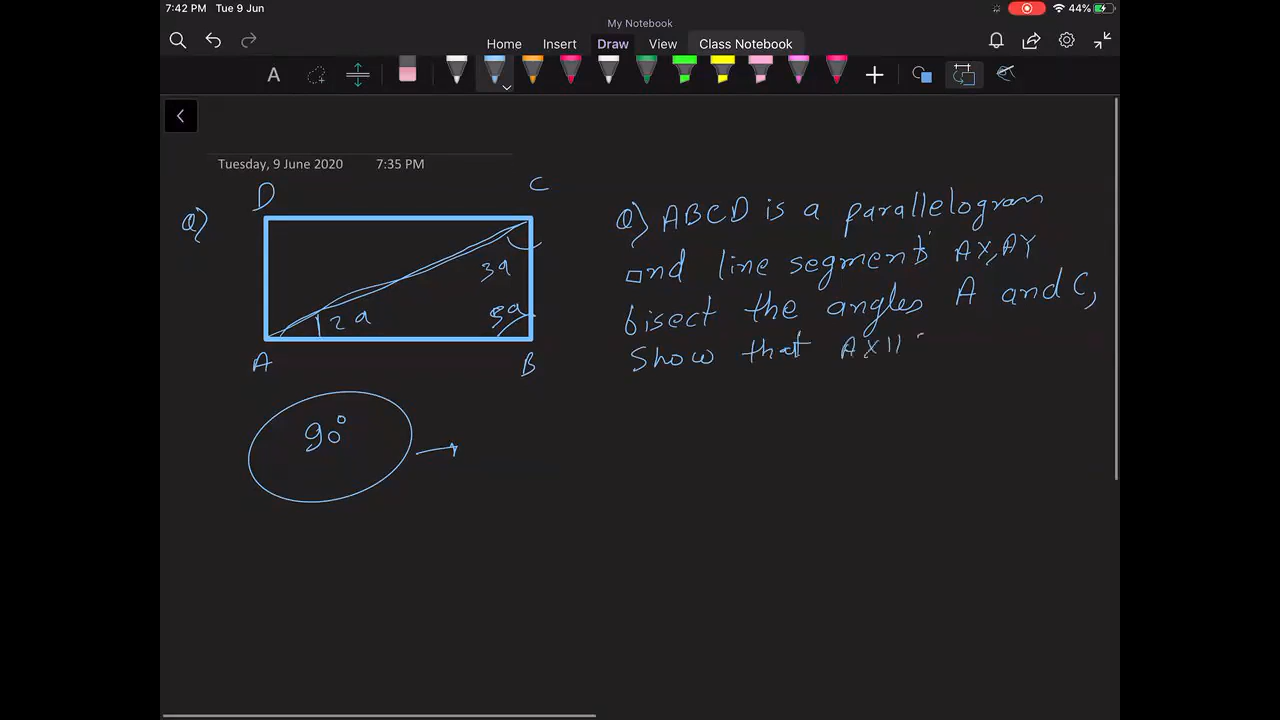 7:42 PM Tue 9 Jun
44%
My Notebook
Home Insert Draw View Class Notebook
A
Tuesday, 9 June 2020 7:35 PM
D C
Q)
3a
2a 5a
A B
90°
Q) ABCD is a parallelogram
and line segments AX, AY
bisect the angles A and C,
Show that AX ||